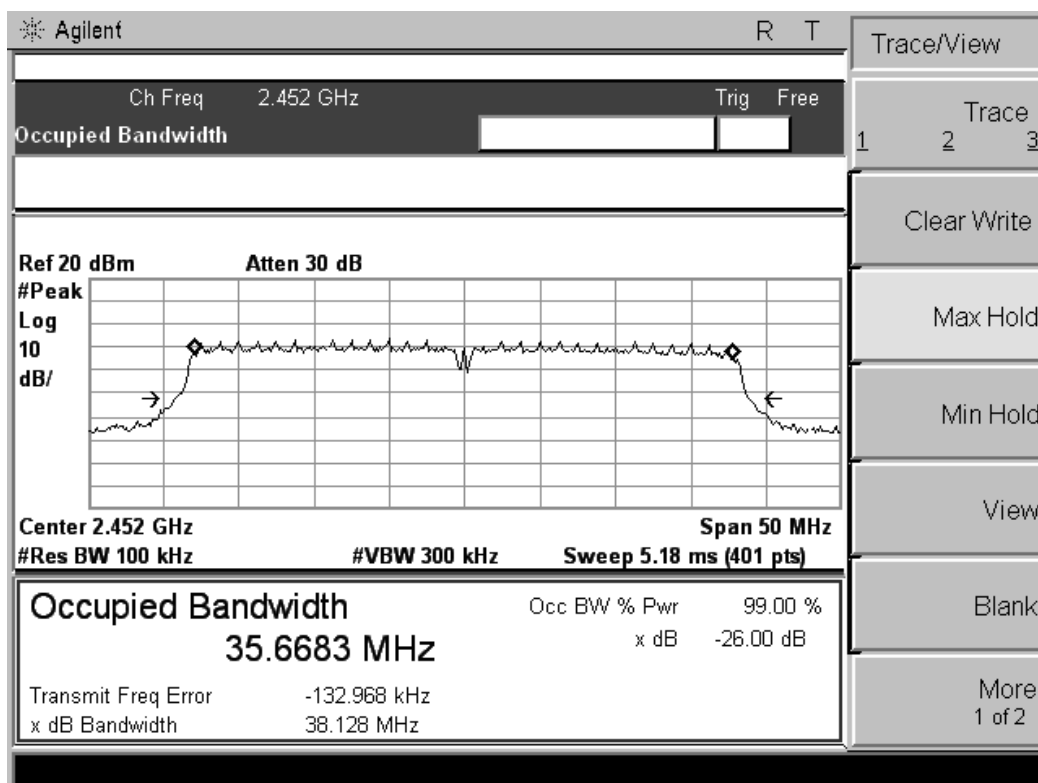 Agilent R T
Ch Freq 2.452 GHz Trig Free
Occupied Bandwidth
Ref 20 dBm Atten 30 dB
#Peak
Log
10
dB/
Center 2.452 GHz Span 50 MHz
#Res BW 100 kHz #VBW 300 kHz Sweep 5.18 ms (401 pts)
Occupied Bandwidth
35.6683 MHz
Occ BW % Pwr 99.00 %
x dB -26.00 dB
Transmit Freq Error -132.968 kHz
x dB Bandwidth 38.128 MHz
Trace/View
Trace
1 2 3
Clear Write
Max Hold
Min Hold
View
Blank
More
1 of 2